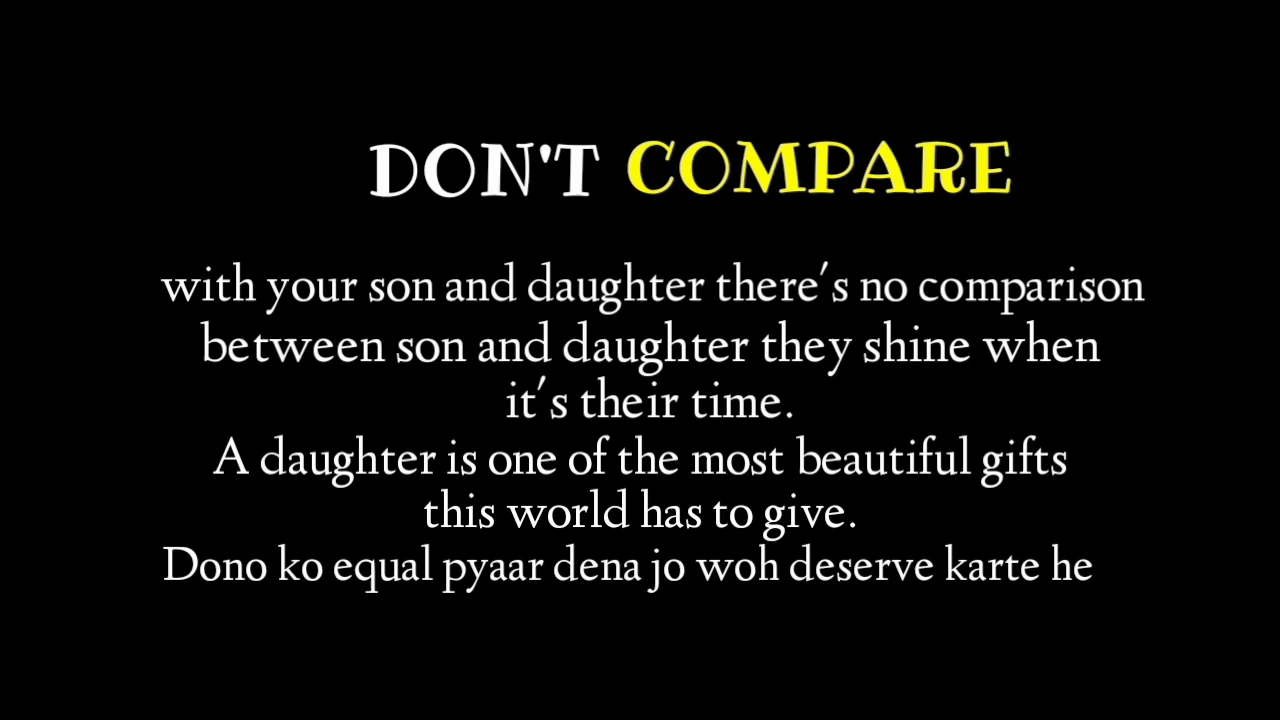 DON'T COMPARE
with your son and daughter there's no comparison
between son and daughter they shine when
it's their time.
A daughter is one of the most beautiful gifts
this world has to give.
Dono ko equal pyaar dena jo woh deserve karte he